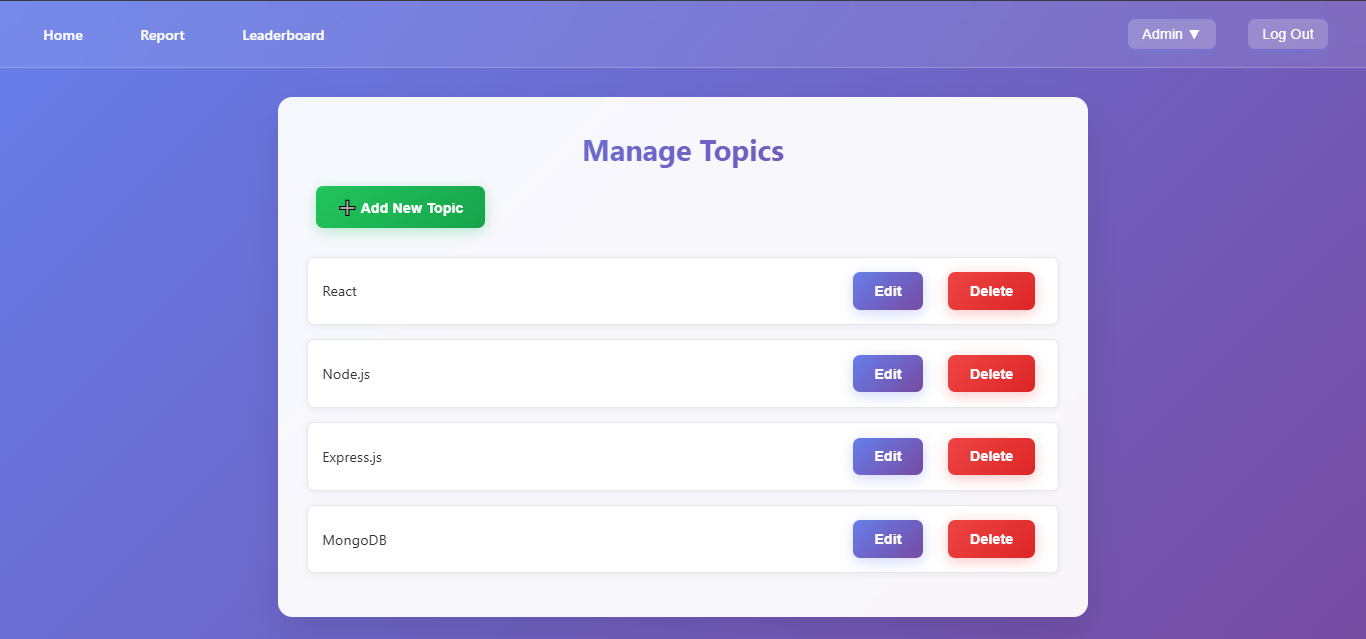 Home Report Leaderboard Admin ▼ Log Out
Manage Topics
➕ Add New Topic
React Edit Delete
Node.js Edit Delete
Express.js Edit Delete
MongoDB Edit Delete